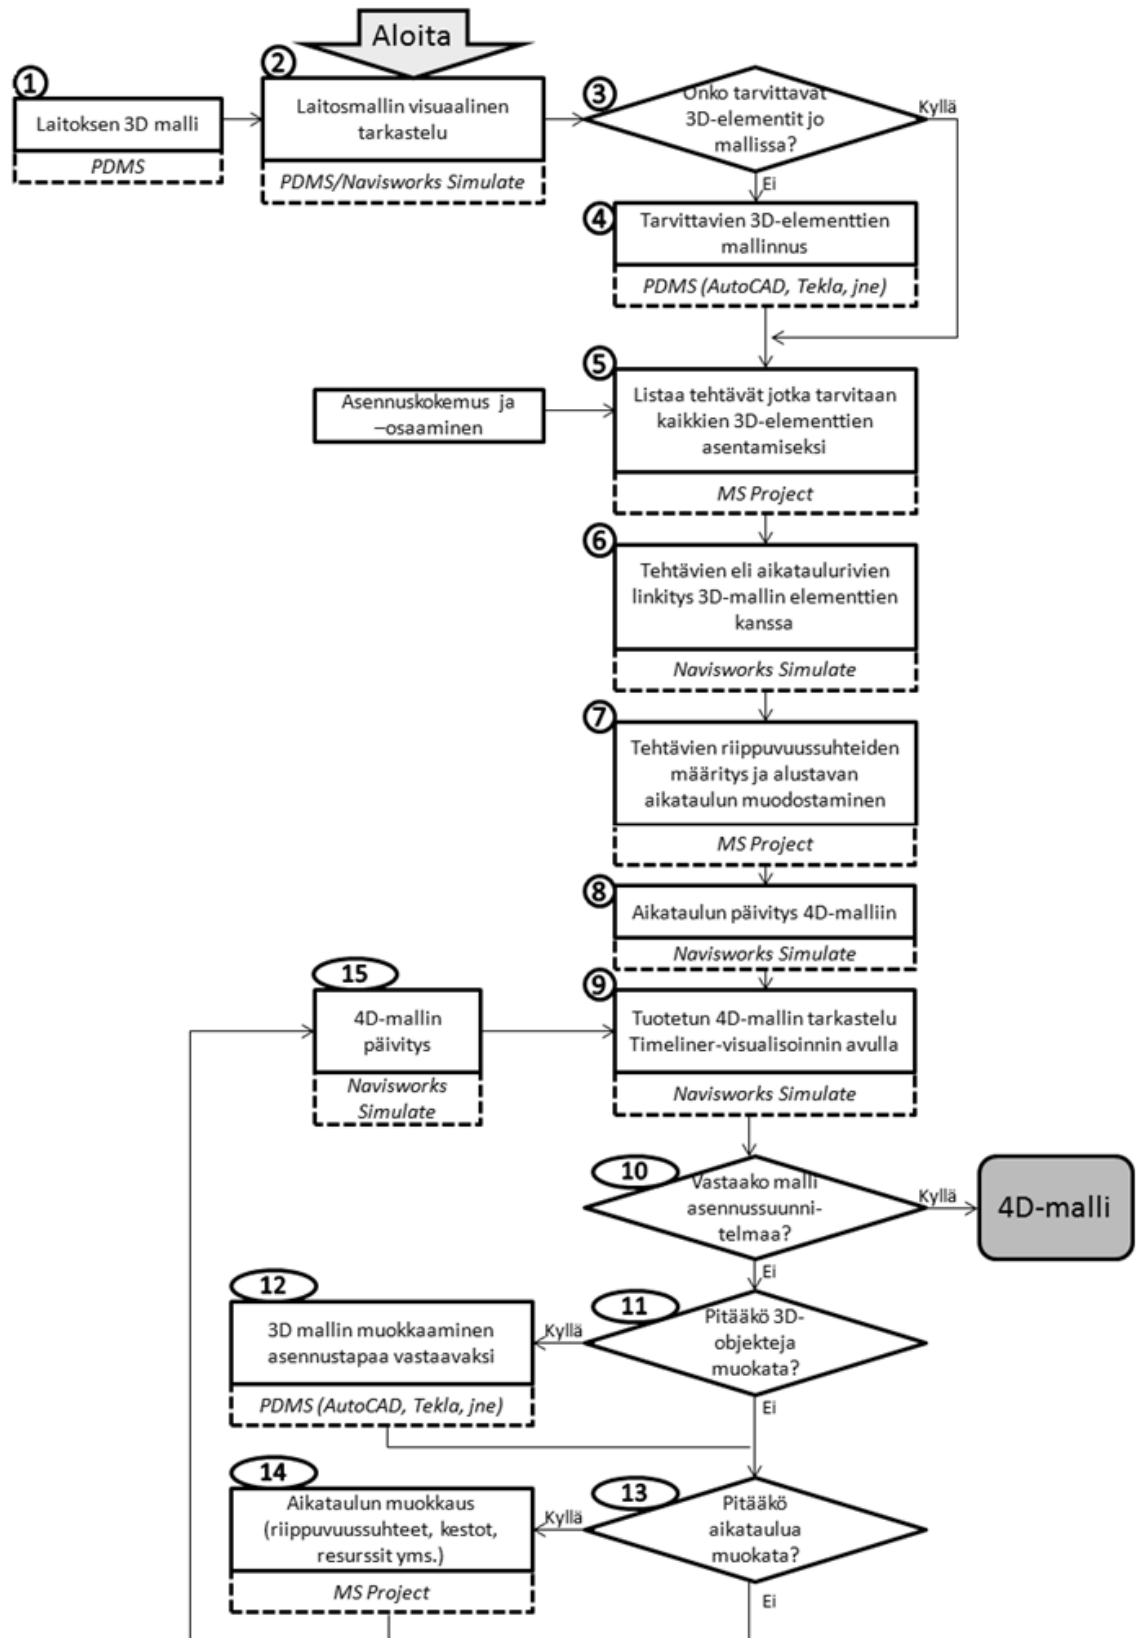 Aloita
1
Laitoksen 3D malli
PDMS
2
Laitosmallin visuaalinen
tarkastelu
PDMS/Navisworks Simulate
3
Onko tarvittavat
3D-elementit jo
mallissa?
Kyllä
Ei
4
Tarvittavien 3D-elementtien
mallinnus
PDMS (AutoCAD, Tekla, jne)
Asennuskokemus ja
–osaaminen
5
Listaa tehtävät jotka tarvitaan
kaikkien 3D-elementtien
asentamiseksi
MS Project
6
Tehtävien eli aikataulurivien
linkitys 3D-mallin elementtien
kanssa
Navisworks Simulate
7
Tehtävien riippuvuussuhteiden
määritys ja alustavan
aikataulun muodostaminen
MS Project
8
Aikataulun päivitys 4D-malliin
Navisworks Simulate
15
4D-mallin
päivitys
Navisworks
Simulate
9
Tuotetun 4D-mallin tarkastelu
Timeliner-visualisoinnin avulla
Navisworks Simulate
10
Vastaako malli
asennussuunni-
telmaa?
Kyllä
4D-malli
Ei
11
Pitääkö 3D-
objekteja
muokata?
Kyllä
12
3D mallin muokkaaminen
asennustapaa vastaavaksi
PDMS (AutoCAD, Tekla, jne)
Ei
13
Pitääkö
aikataulua
muokata?
Kyllä
14
Aikataulun muokkaus
(riippuvuussuhteet, kestot,
resurssit yms.)
MS Project
Ei